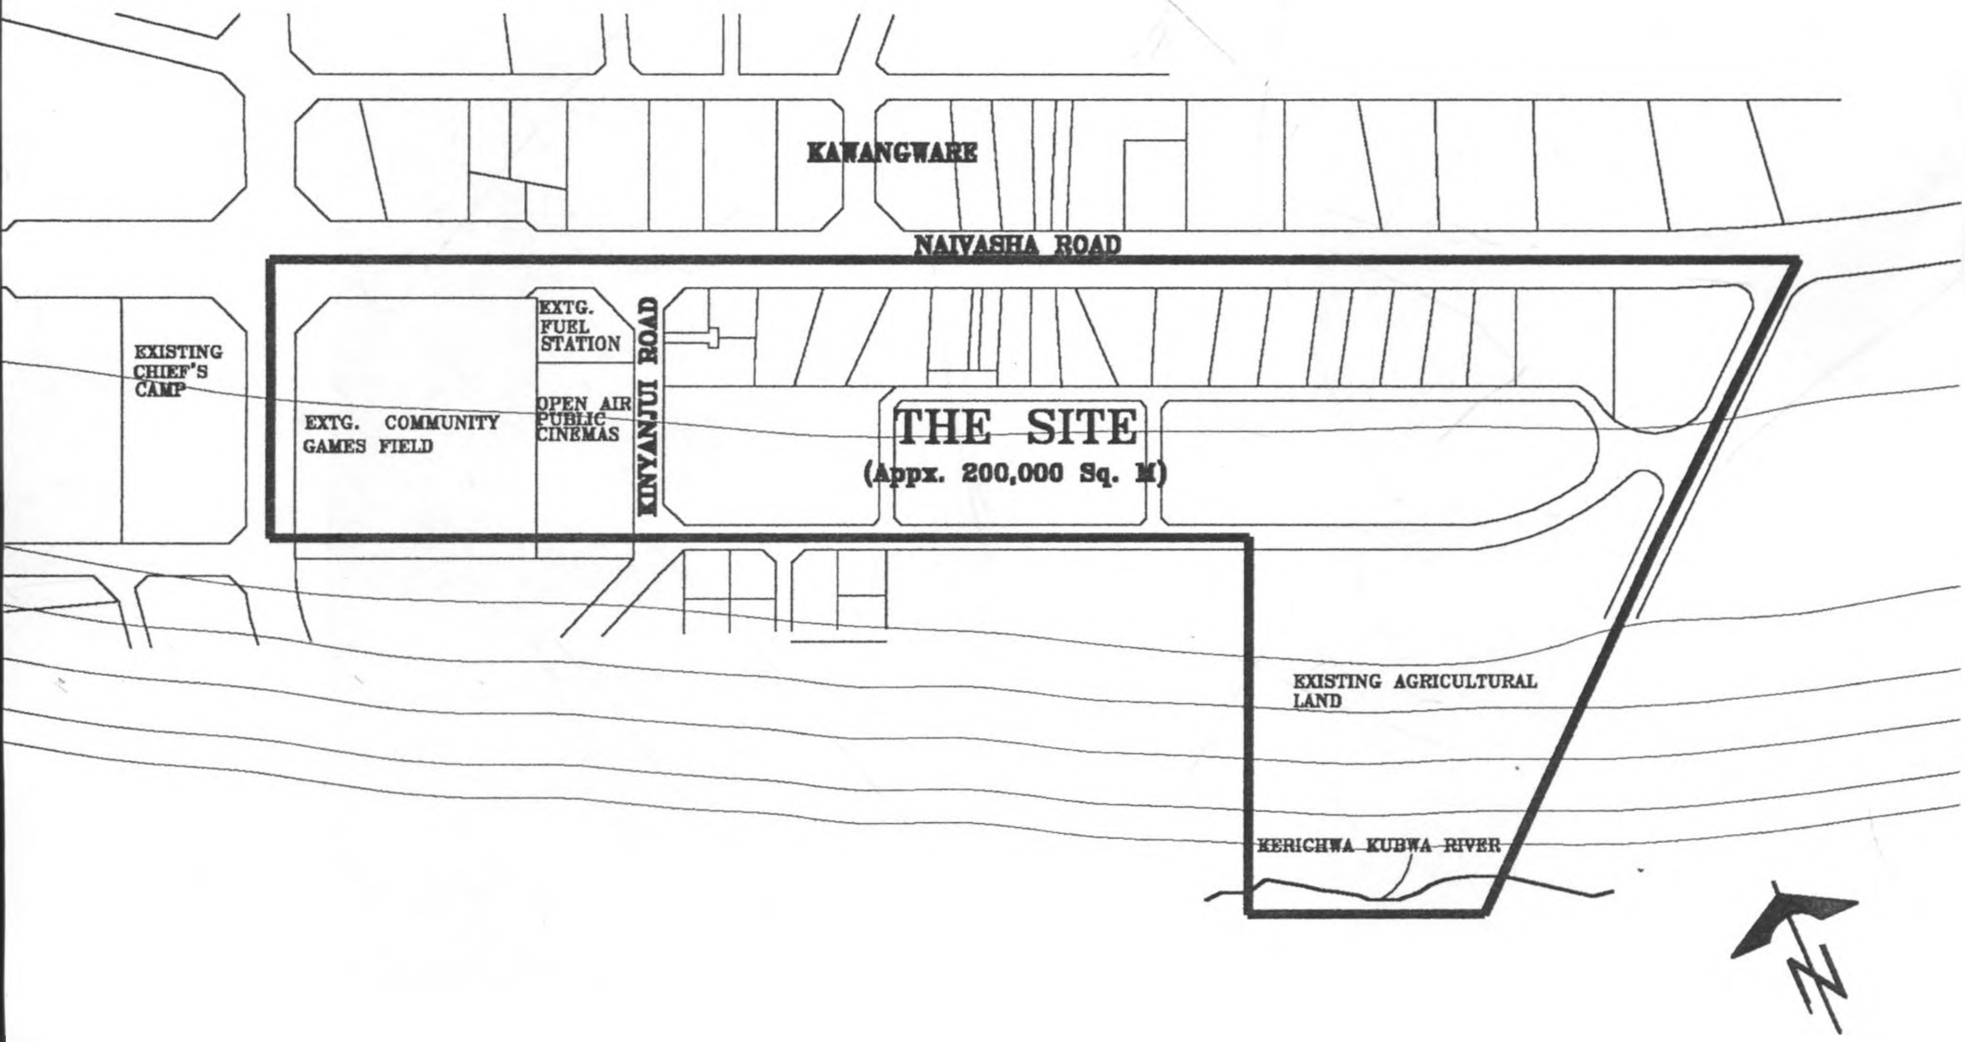 KAWANGWARE
NAIVASHA ROAD
EXTG.
FUEL
STATION
KINYANJUI ROAD
EXISTING
CHIEF'S
CAMP
OPEN AIR
PUBLIC
CINEMAS
EXTG. COMMUNITY
GAMES FIELD
THE SITE
(Appx. 200,000 Sq. M)
EXISTING AGRICULTURAL
LAND
KERICHWA KUBWA RIVER
N